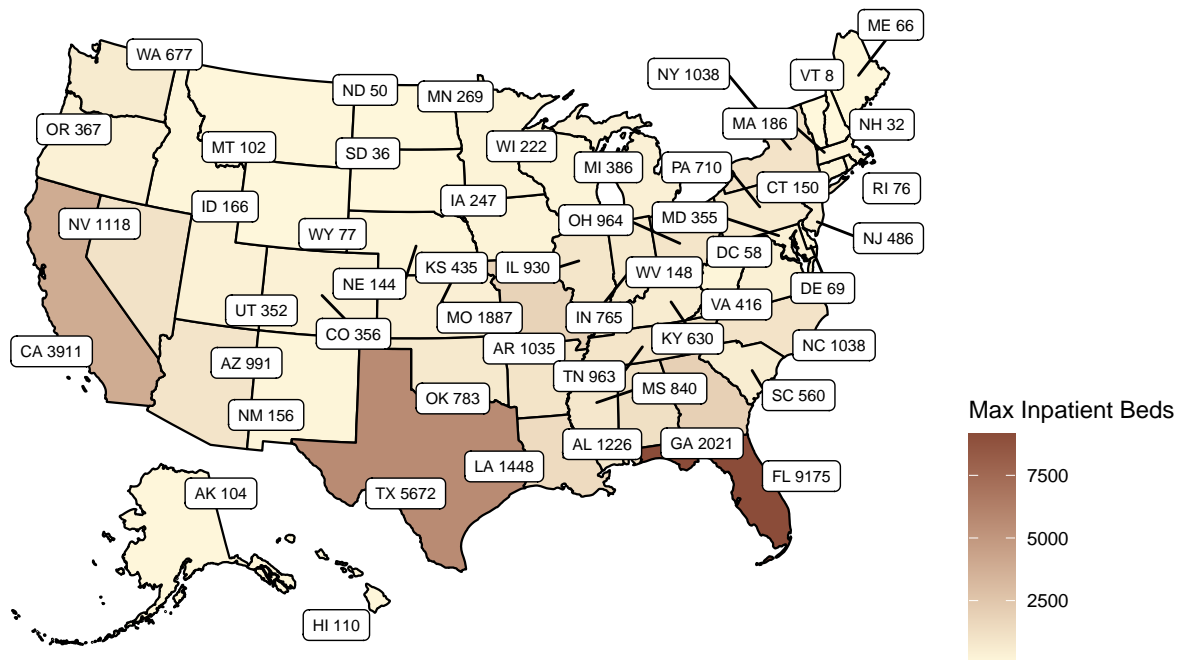 ME 66
WA 677
NY 1038
VT 8
ND 50
MN 269
OR 367
MA 186
NH 32
MT 102
SD 36
WI 222
MI 386
PA 710
CT 150
RI 76
ID 166
IA 247
NV 1118
OH 964
MD 355
WY 77
NJ 486
DC 58
KS 435
IL 930
WV 148
NE 144
DE 69
VA 416
UT 352
MO 1887
IN 765
CO 356
KY 630
CA 3911
AR 1035
NC 1038
AZ 991
TN 963
MS 840
SC 560
OK 783
NM 156
Max Inpatient Beds
AL 1226
GA 2021
LA 1448
FL 9175
7500
AK 104
TX 5672
5000
2500
HI 110